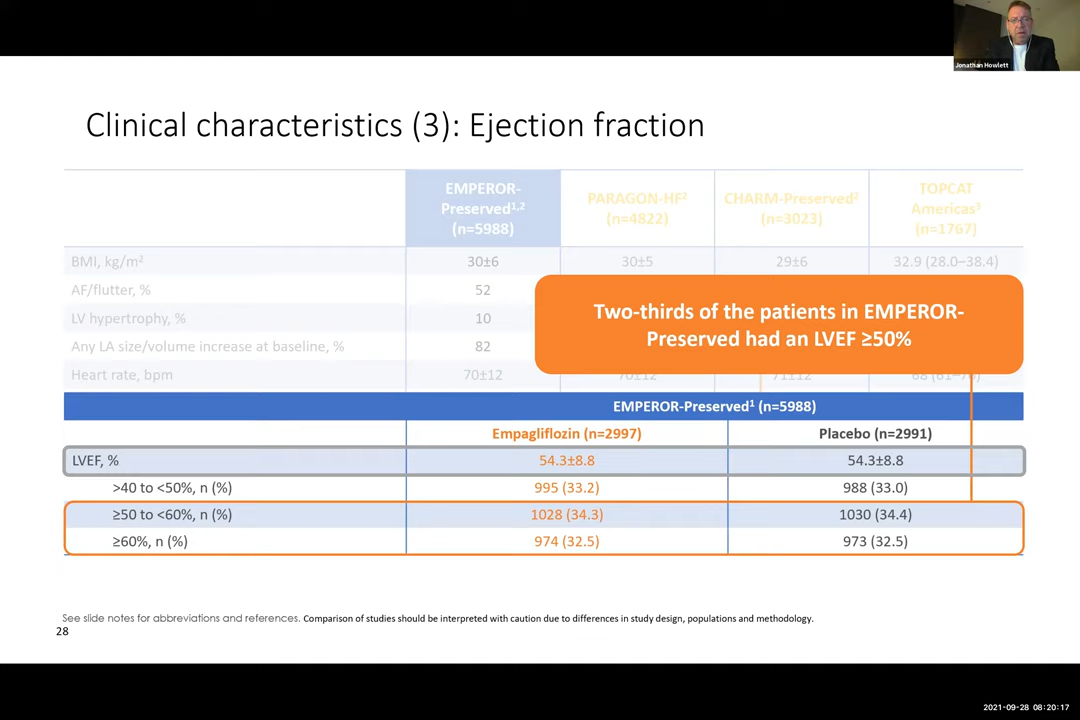 Jonathan Howlett
Clinical characteristics (3): Ejection fraction
EMPEROR-
Preserved¹,²
(n=5988)
PARAGON-HF²
(n=4822)
CHARM-Preserved²
(n=3023)
TOPCAT
Americas³
(n=1767)
BMI, kg/m² 30±6 30±5 29±6 32.9 (28.0–38.4)
AF/flutter, % 52
LV hypertrophy, % 10
Any LA size/volume increase at baseline, % 82
Heart rate, bpm 70±12 70±12 71±12
Two-thirds of the patients in EMPEROR-
Preserved had an LVEF ≥50%
EMPEROR-Preserved¹ (n=5988)
Empagliflozin (n=2997) Placebo (n=2991)
LVEF, % 54.3±8.8 54.3±8.8
>40 to <50%, n (%) 995 (33.2) 988 (33.0)
≥50 to <60%, n (%) 1028 (34.3) 1030 (34.4)
≥60%, n (%) 974 (32.5) 973 (32.5)
See slide notes for abbreviations and references. Comparison of studies should be interpreted with caution due to differences in study design, populations and methodology.
28
2021-09-28 08:20:17